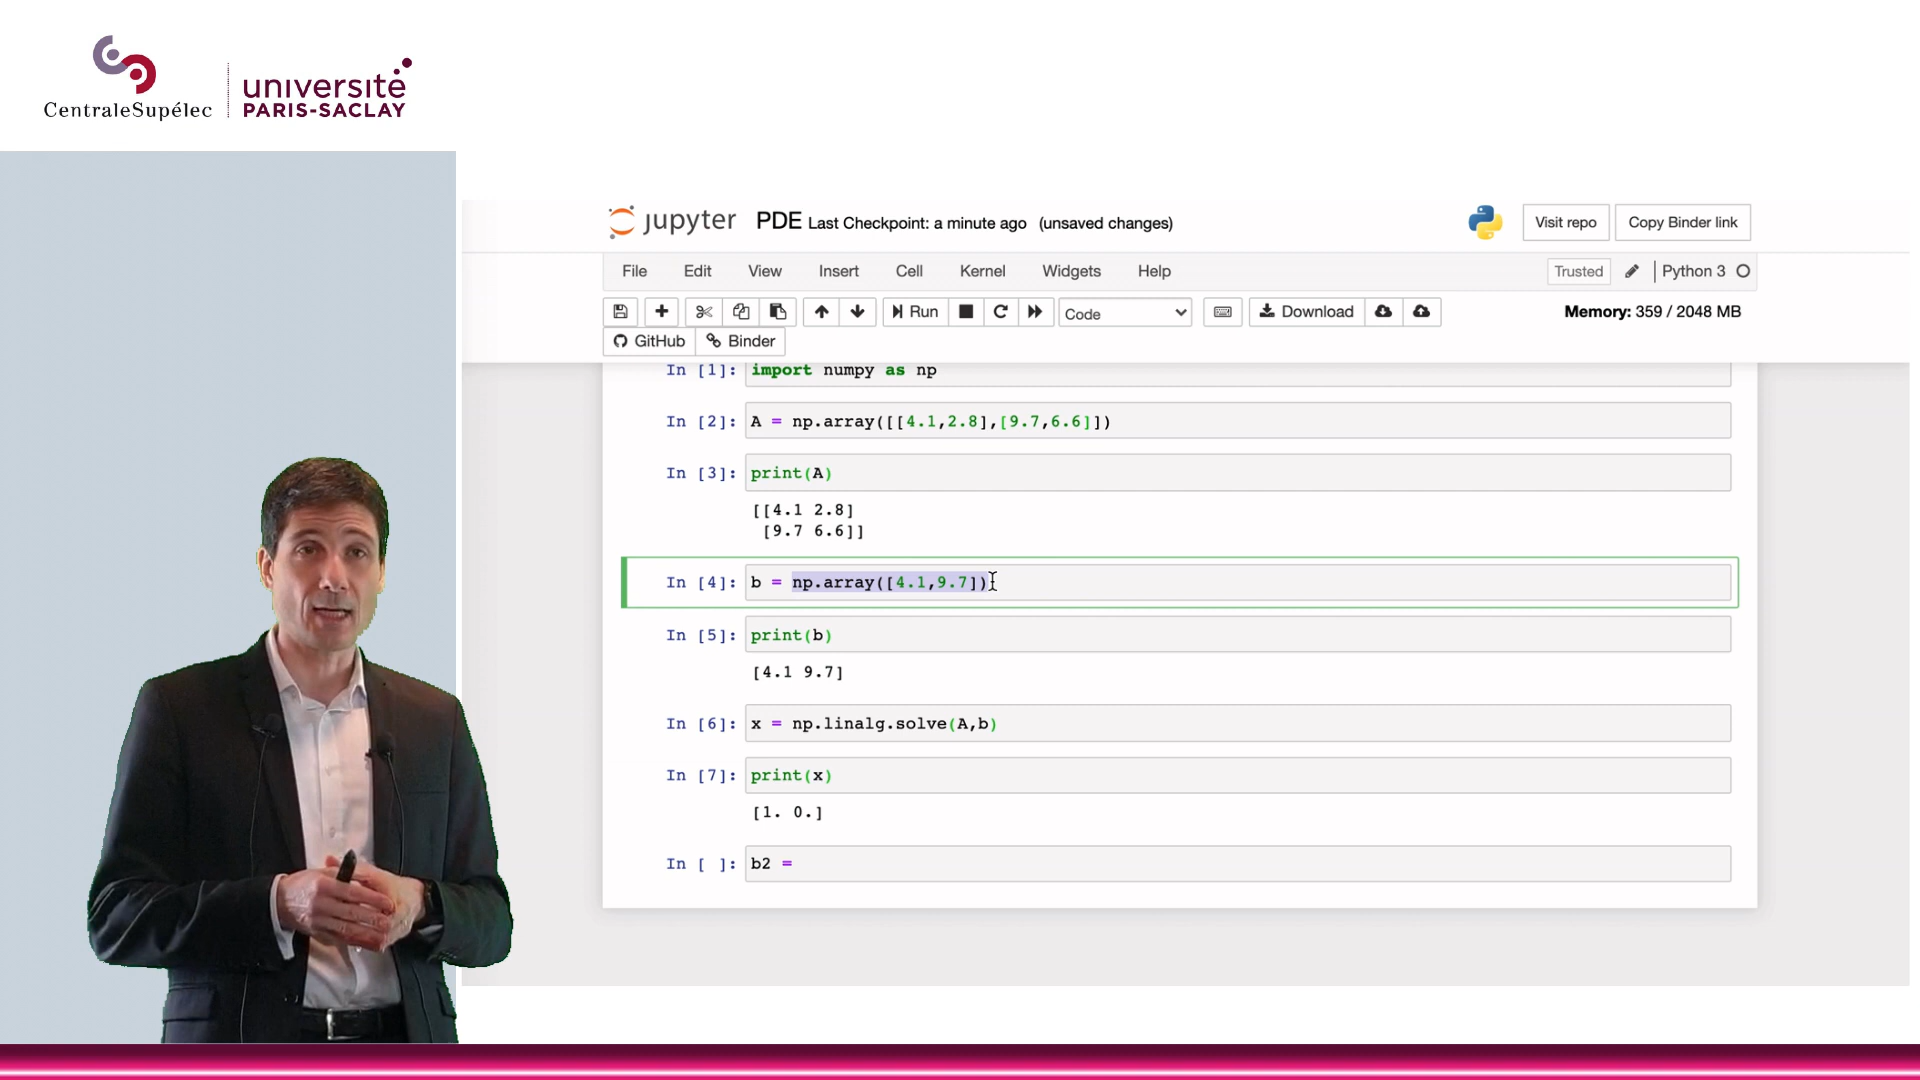 CentraleSupélec
université
PARIS-SACLAY
jupyter PDE Last Checkpoint: a minute ago (unsaved changes) Visit repo Copy Binder link
File Edit View Insert Cell Kernel Widgets Help Trusted Python 3
Run Code Download Memory: 359 / 2048 MB
GitHub Binder
In [1]: import numpy as np
In [2]: A = np.array([[4.1,2.8],[9.7,6.6]])
In [3]: print(A)
[[4.1 2.8]
[9.7 6.6]]
In [4]: b = np.array([4.1,9.7])
In [5]: print(b)
[4.1 9.7]
In [6]: x = np.linalg.solve(A,b)
In [7]: print(x)
[1. 0.]
In [ ]: b2 =